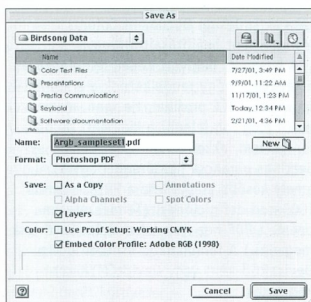 Save As
Birdsong Data
Name Date Modified
Color Test Files 7/27/01, 3:49 PM
Presentations 9/9/01, 11:22 AM
Prestia Communications 11/17/01, 1:23 PM
Seybold Today, 12:34 PM
Software documentation 2/21/01, 4:36 PM
Name: Argb_sampleset1.pdf
New
Format: Photoshop PDF
Save: As a Copy Annotations
Alpha Channels Spot Colors
Layers
Color: Use Proof Setup: Working CMYK
Embed Color Profile: Adobe RGB (1998)
Cancel Save